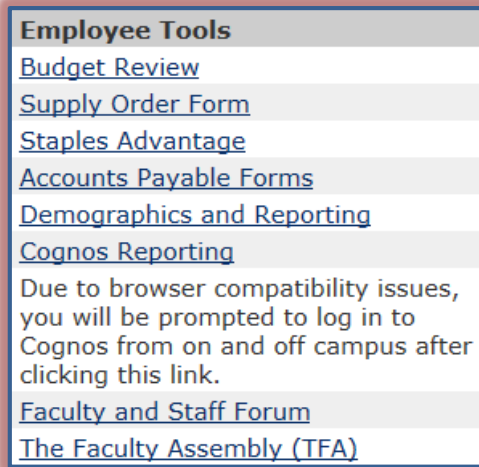 Employee Tools
Budget Review
Supply Order Form
Staples Advantage
Accounts Payable Forms
Demographics and Reporting
Cognos Reporting
Due to browser compatibility issues,
you will be prompted to log in to
Cognos from on and off campus after
clicking this link.
Faculty and Staff Forum
The Faculty Assembly (TFA)